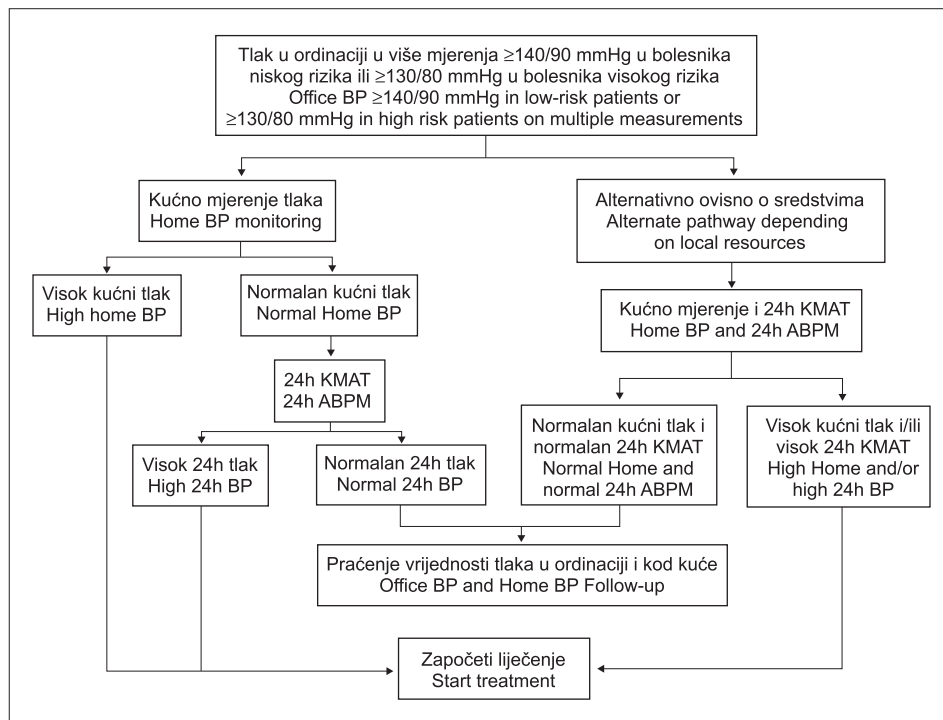 Tlak u ordinaciji u više mjerenja ≥140/90 mmHg u bolesnika
niskog rizika ili ≥130/80 mmHg u bolesnika visokog rizika
Office BP ≥140/90 mmHg in low-risk patients or
≥130/80 mmHg in high risk patients on multiple measurements
Kućno mjerenje tlaka
Home BP monitoring
Alternativno ovisno o sredstvima
Alternate pathway depending
on local resources
Visok kućni tlak
High home BP
Normalan kućni tlak
Normal Home BP
Kućno mjerenje i 24h KMAT
Home BP and 24h ABPM
24h KMAT
24h ABPM
Visok 24h tlak
High 24h BP
Normalan 24h tlak
Normal 24h BP
Normalan kućni tlak i
normalan 24h KMAT
Normal Home and
normal 24h ABPM
Visok kućni tlak i/ili
visok 24h KMAT
High Home and/or
high 24h BP
Praćenje vrijednosti tlaka u ordinaciji i kod kuće
Office BP and Home BP Follow-up
Započeti liječenje
Start treatment